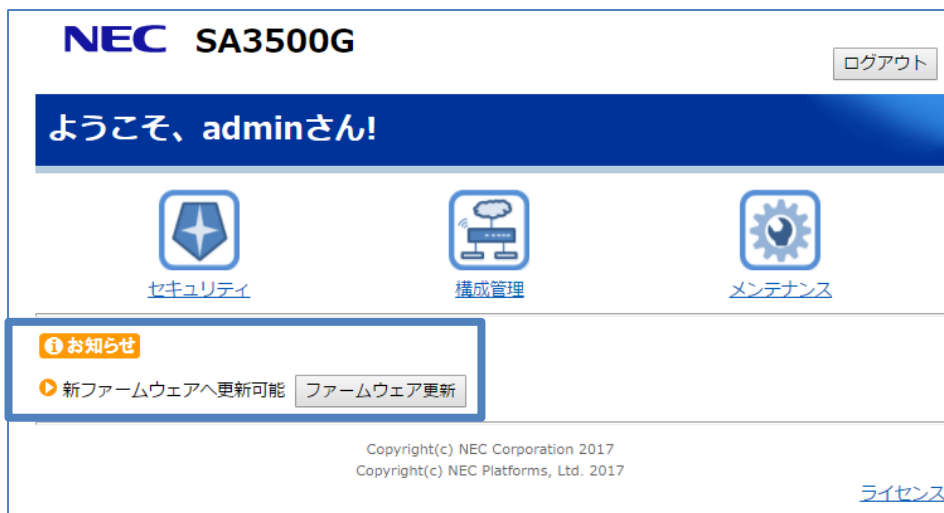 NEC SA3500G
ログアウト
ようこそ、adminさん!
セキュリティ 構成管理 メンテナンス
お知らせ
新ファームウェアへ更新可能 ファームウェア更新
Copyright(c) NEC Corporation 2017
Copyright(c) NEC Platforms, Ltd. 2017
ライセンス